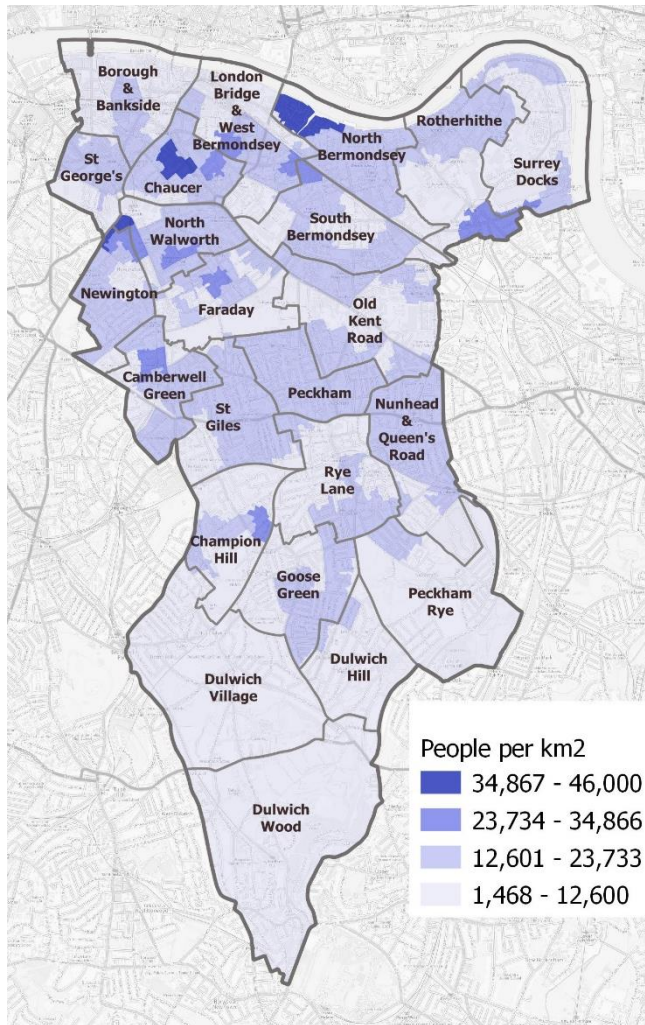 Borough
&
Bankside
London
Bridge
&
West
Bermondsey
North
Bermondsey
Rotherhithe
Surrey
Docks
St
George's
Chaucer
North
Walworth
South
Bermondsey
Newington
Faraday
Old
Kent
Road
Camberwell
Green
St
Giles
Peckham
Nunhead
&
Queen's
Road
Rye
Lane
Champion
Hill
Goose
Green
Peckham
Rye
Dulwich
Village
Dulwich
Hill
Dulwich
Wood
People per km2
34,867 - 46,000
23,734 - 34,866
12,601 - 23,733
1,468 - 12,600